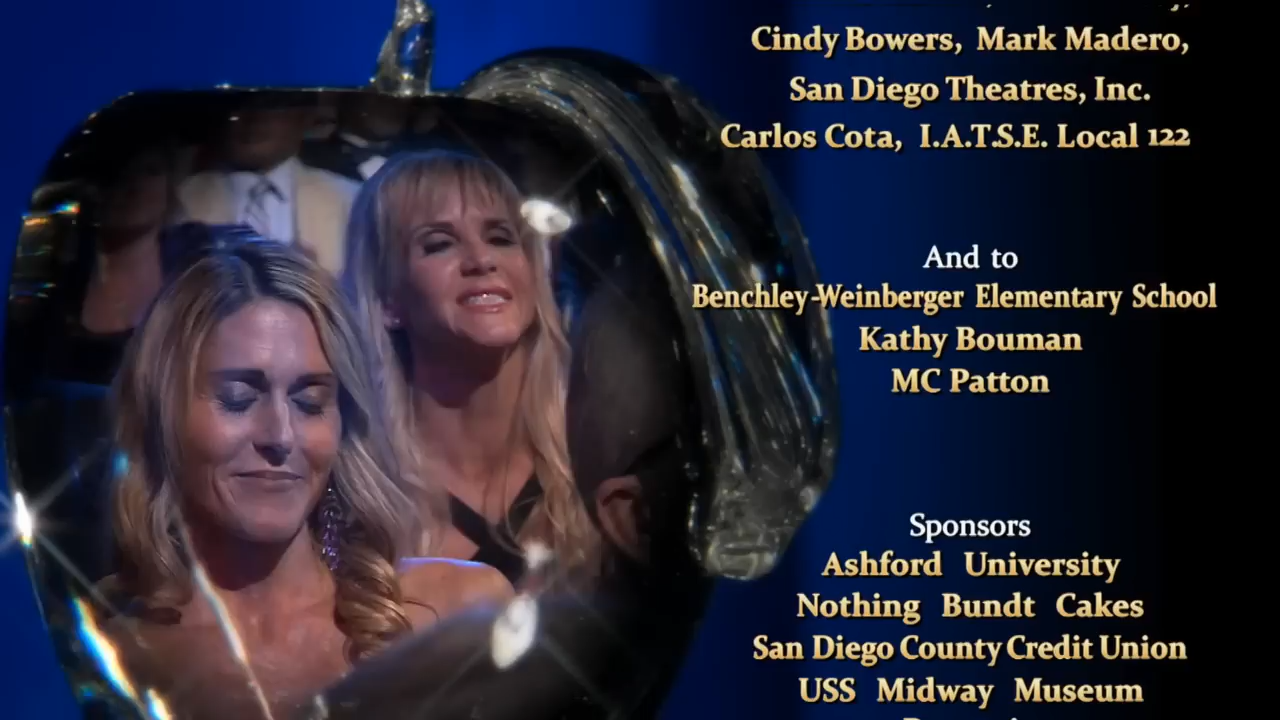 Cindy Bowers, Mark Madero,
San Diego Theatres, Inc.
Carlos Cota, I.A.T.S.E. Local 122
And to
Benchley-Weinberger Elementary School
Kathy Bouman
MC Patton
Sponsors
Ashford University
Nothing Bundt Cakes
San Diego County Credit Union
USS Midway Museum